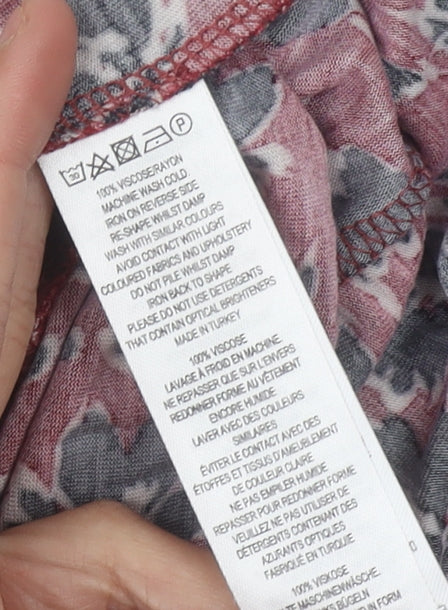 30 P
100% VISCOSE/RAYON
MACHINE WASH COLD
IRON ON REVERSE SIDE
RE-SHAPE WHILST DAMP
WASH WITH SIMILAR COLOURS
AVOID CONTACT WITH LIGHT
COLOURED FABRICS AND UPHOLSTERY
DO NOT PILE WHILST DAMP
IRON BACK TO SHAPE
PLEASE DO NOT USE DETERGENTS
THAT CONTAIN OPTICAL BRIGHTENERS
MADE IN TURKEY
100% VISCOSE
LAVAGE À FROID EN MACHINE
NE REPASSER QUE SUR L'ENVERS
REDONNER FORME AU VÊTEMENT
ENCORE HUMIDE
LAVER AVEC DES COULEURS
SIMILAIRES
ÉVITER LE CONTACT AVEC DES
ÉTOFFES ET TISSUS D'AMEUBLEMENT
DE COULEUR CLAIRE
NE PAS EMPILER HUMIDE
REPASSER POUR REDONNER FORME
VEUILLEZ NE PAS UTILISER DE
DÉTERGENTS CONTENANT DES
AZURANTS OPTIQUES
FABRIQUÉ EN TURQUIE
100% VISKOSE
MASCHINENWÄSCHE.
LINKS BÜGELN
FORM